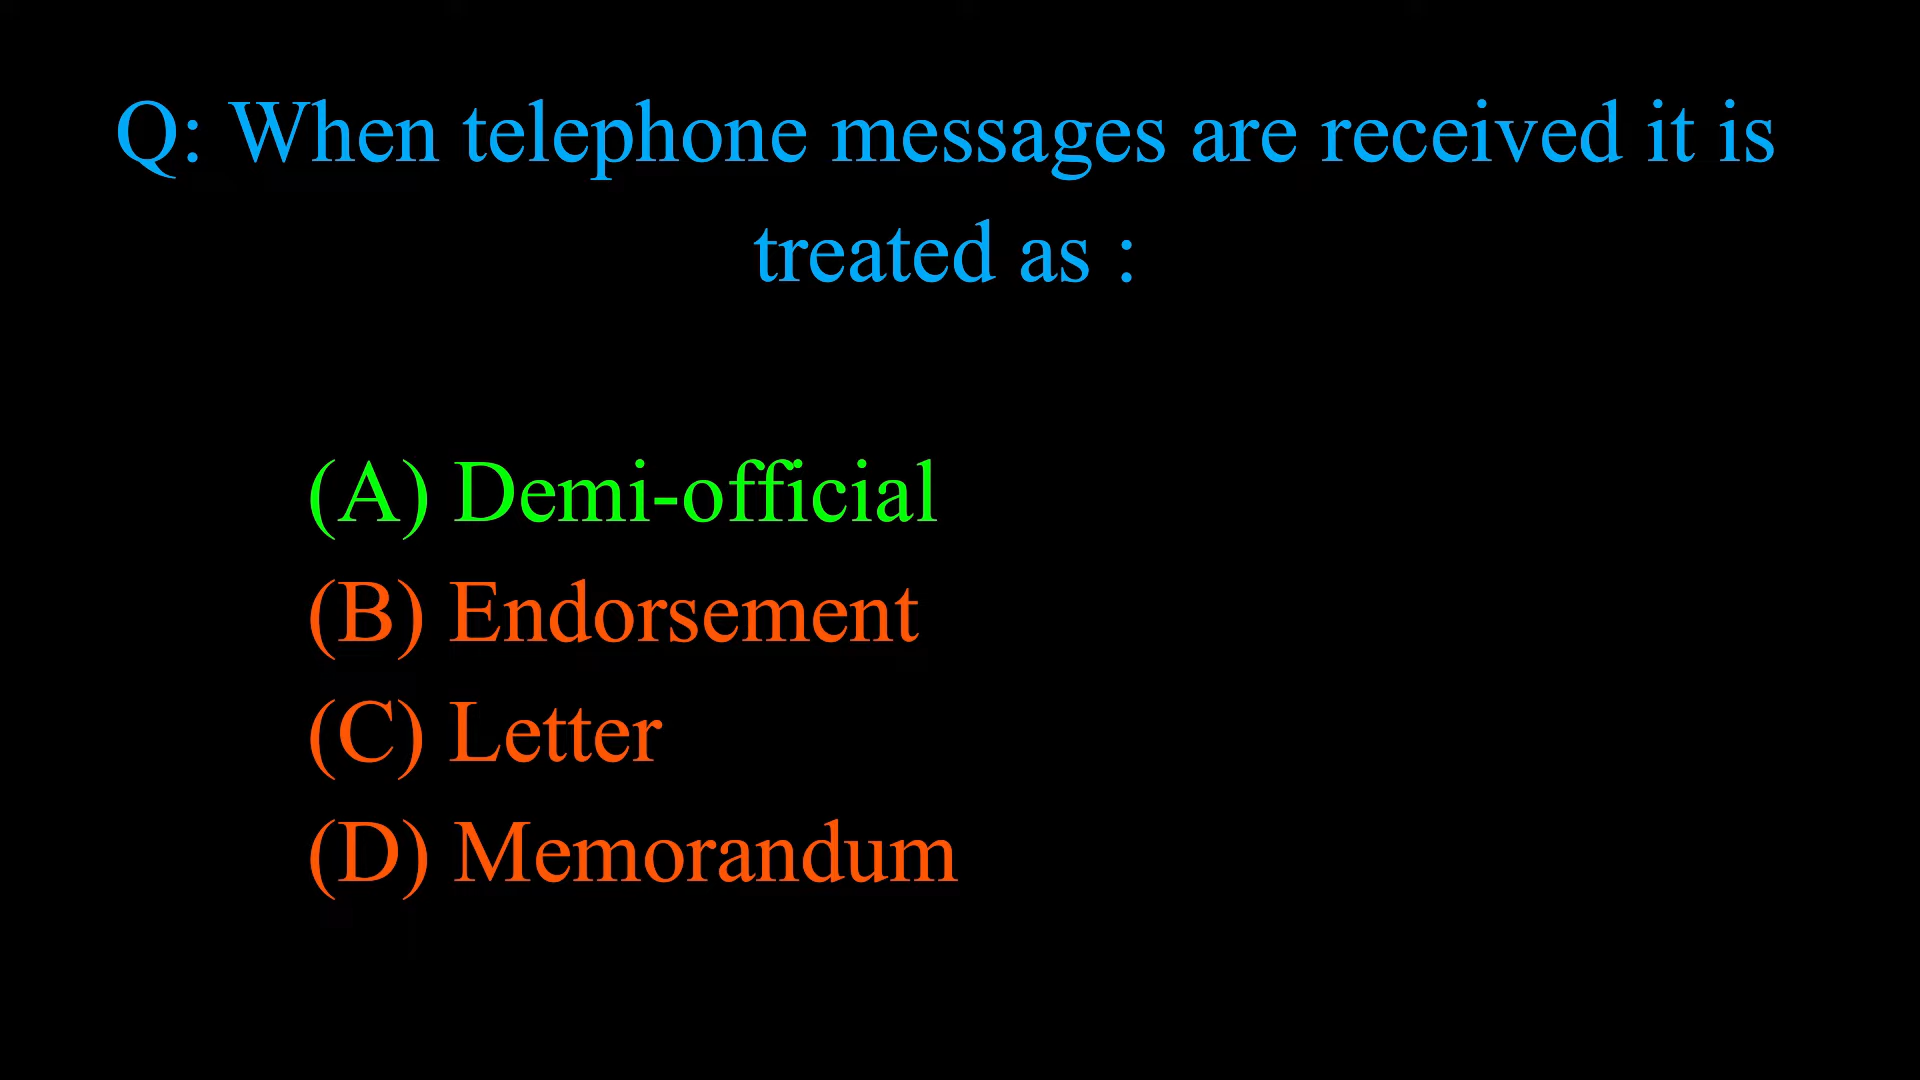 Q: When telephone messages are received it is
treated as :
(A) Demi-official
(B) Endorsement
(C) Letter
(D) Memorandum